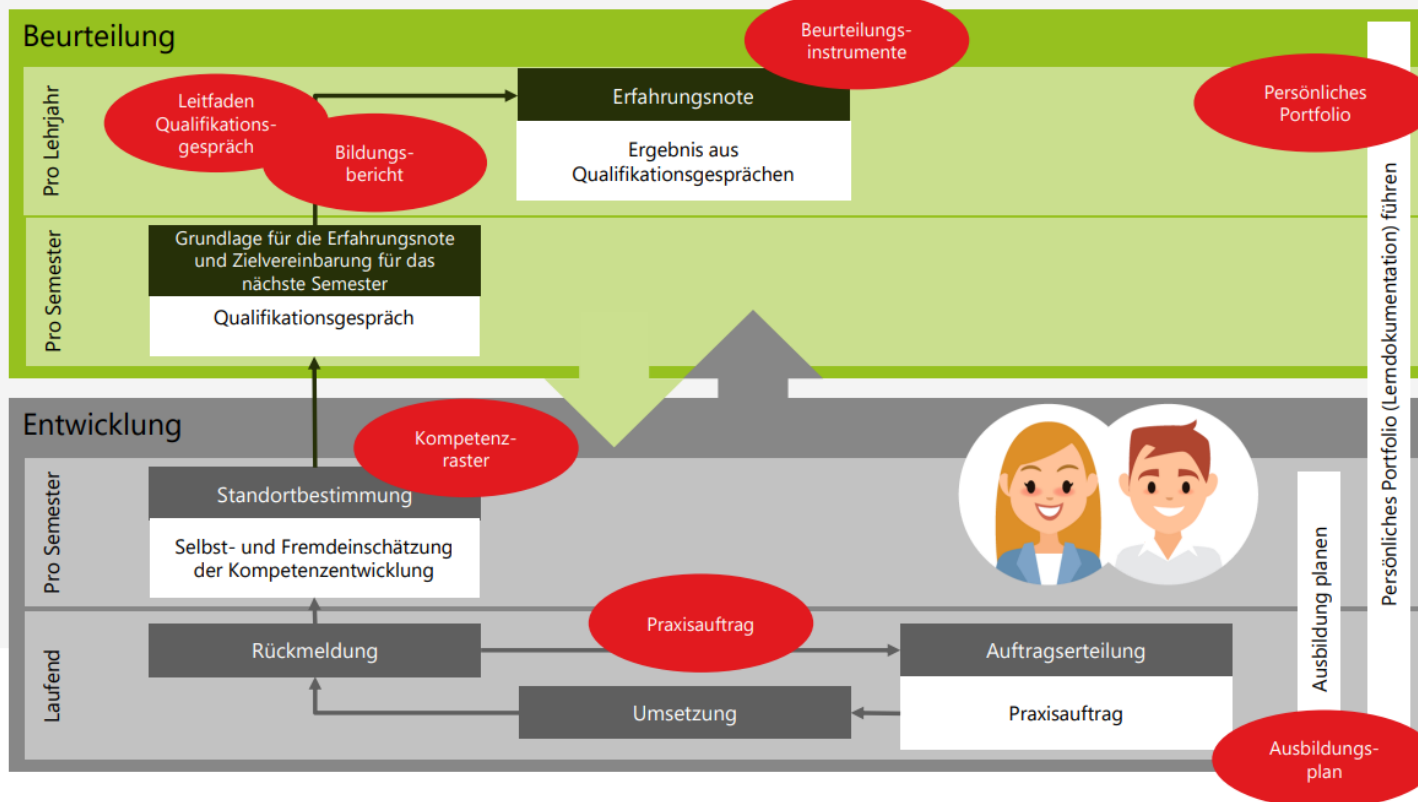 Beurteilung
Beurteilungs-
instrumente
Pro Lehrjahr
Leitfaden
Qualifikations-
gespräch
Bildungs-
bericht
Erfahrungsnote
Ergebnis aus
Qualifikationsgesprächen
Persönliches
Portfolio
Pro Semester
Grundlage für die Erfahrungsnote
und Zielvereinbarung für das
nächste Semester
Qualifikationsgespräch
Persönliches Portfolio (Lerndokumentation) führen
Entwicklung
Kompetenz-
raster
Pro Semester
Standortbestimmung
Selbst- und Fremdeinschätzung
der Kompetenzentwicklung
Ausbildung planen
Laufend
Rückmeldung
Praxisauftrag
Auftragserteilung
Umsetzung
Praxisauftrag
Ausbildungs-
plan